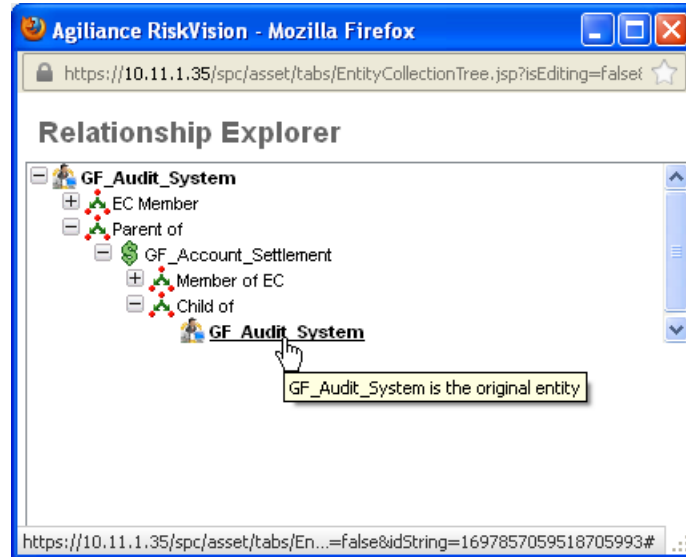 Agiliance RiskVision - Mozilla Firefox
https://10.11.1.35/spc/asset/tabs/EntityCollectionTree.jsp?isEditing=false&
Relationship Explorer
GF_Audit_System
EC Member
Parent of
GF_Account_Settlement
Member of EC
Child of
GF_Audit_System
GF_Audit_System is the original entity
https://10.11.1.35/spc/asset/tabs/En...=false&idString=1697857059518705993#